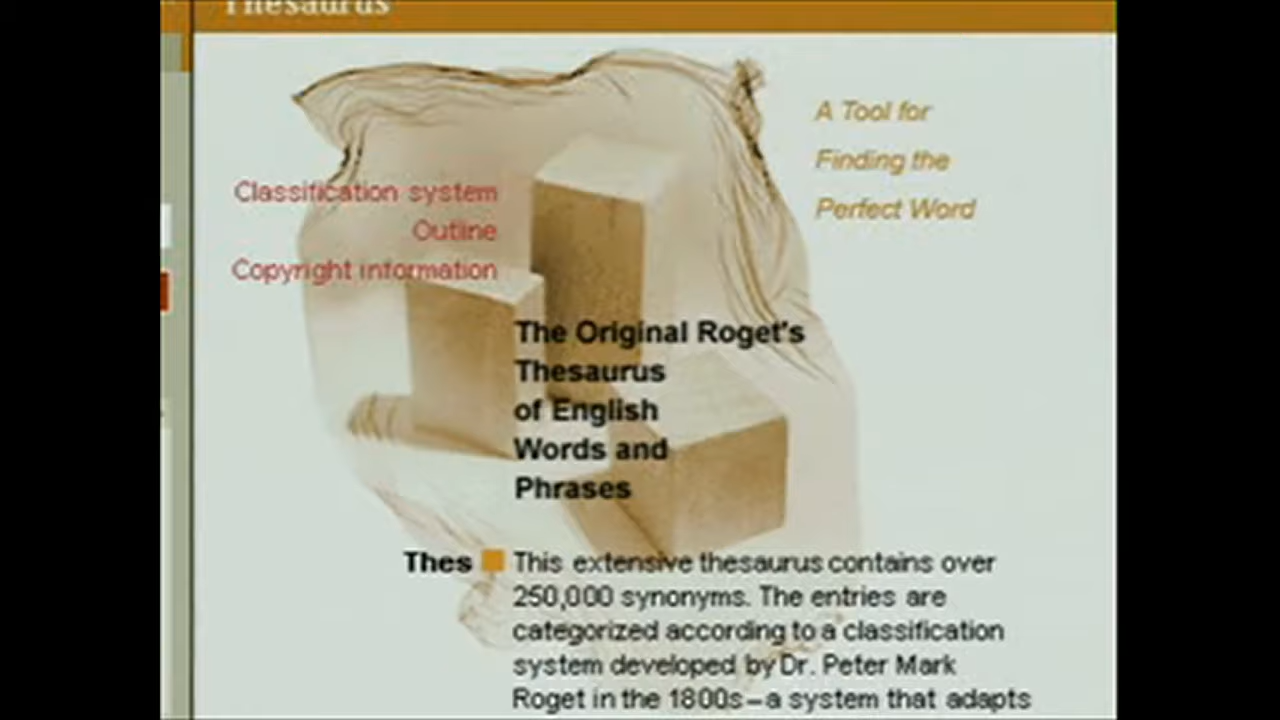 Thesaurus
A Tool for
Finding the
Perfect Word
Classification system
Outline
Copyright information
The Original Roget's
Thesaurus
of English
Words and
Phrases
Thes This extensive thesaurus contains over
250,000 synonyms. The entries are
categorized according to a classification
system developed by Dr. Peter Mark
Roget in the 1800s–a system that adapts